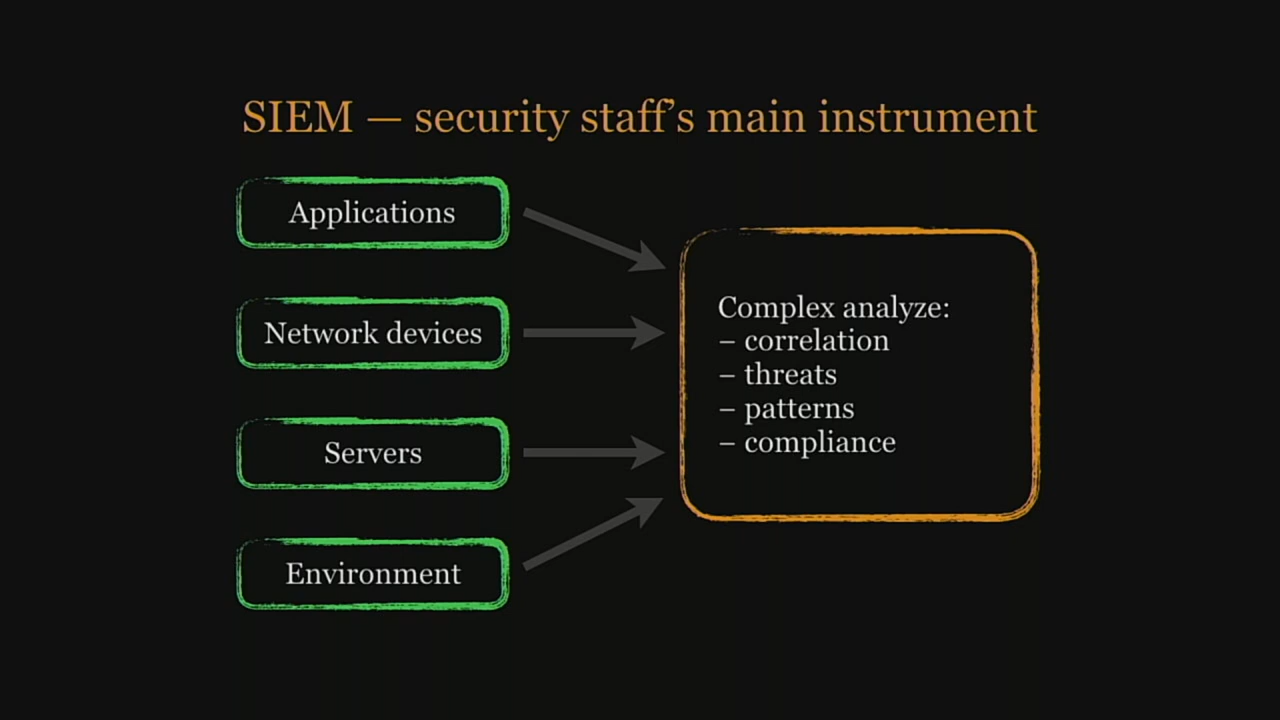 SIEM — security staff’s main instrument
Applications
Network devices
Servers
Environment
Complex analyze:
– correlation
– threats
– patterns
– compliance